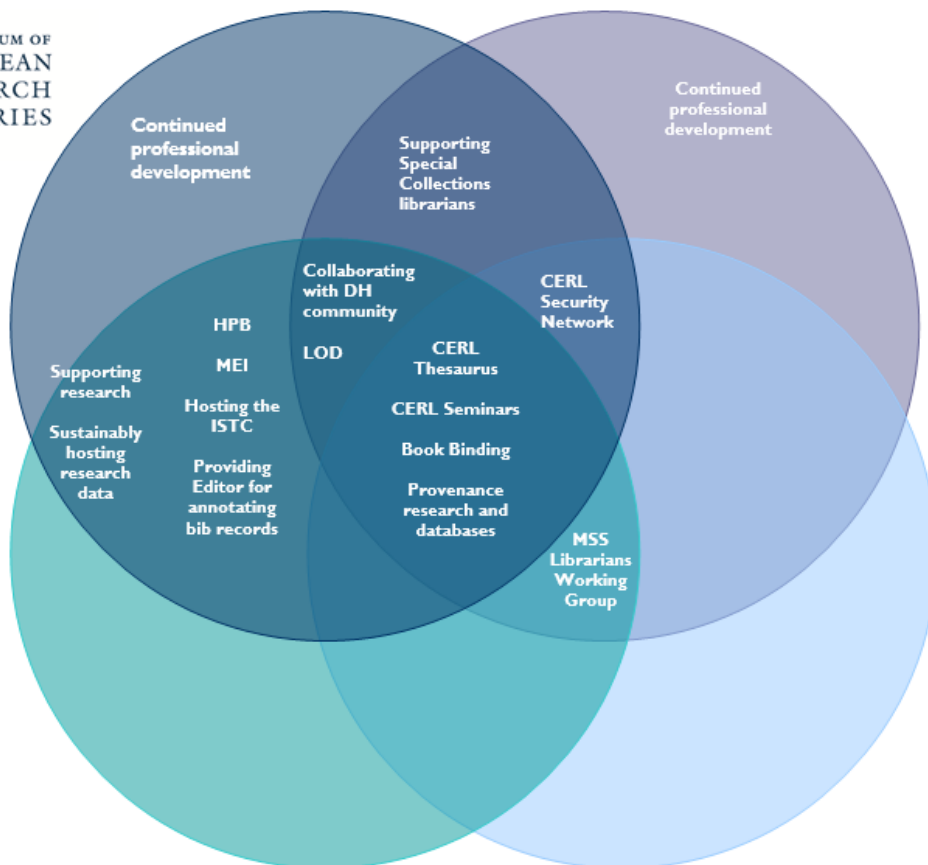 UM OF
EAN
RCH
RIES
Continued
professional
development
Supporting
Special
Collections
librarians
Continued
professional
development
Collaborating
with DH
community
LOD
CERL
Security
Network
HPB
MEI
Hosting the
ISTC
Providing
Editor for
annotating
bib records
Supporting
research
Sustainably
hosting
research
data
CERL
Thesaurus
CERL Seminars
Book Binding
Provenance
research and
databases
MSS
Librarians
Working
Group